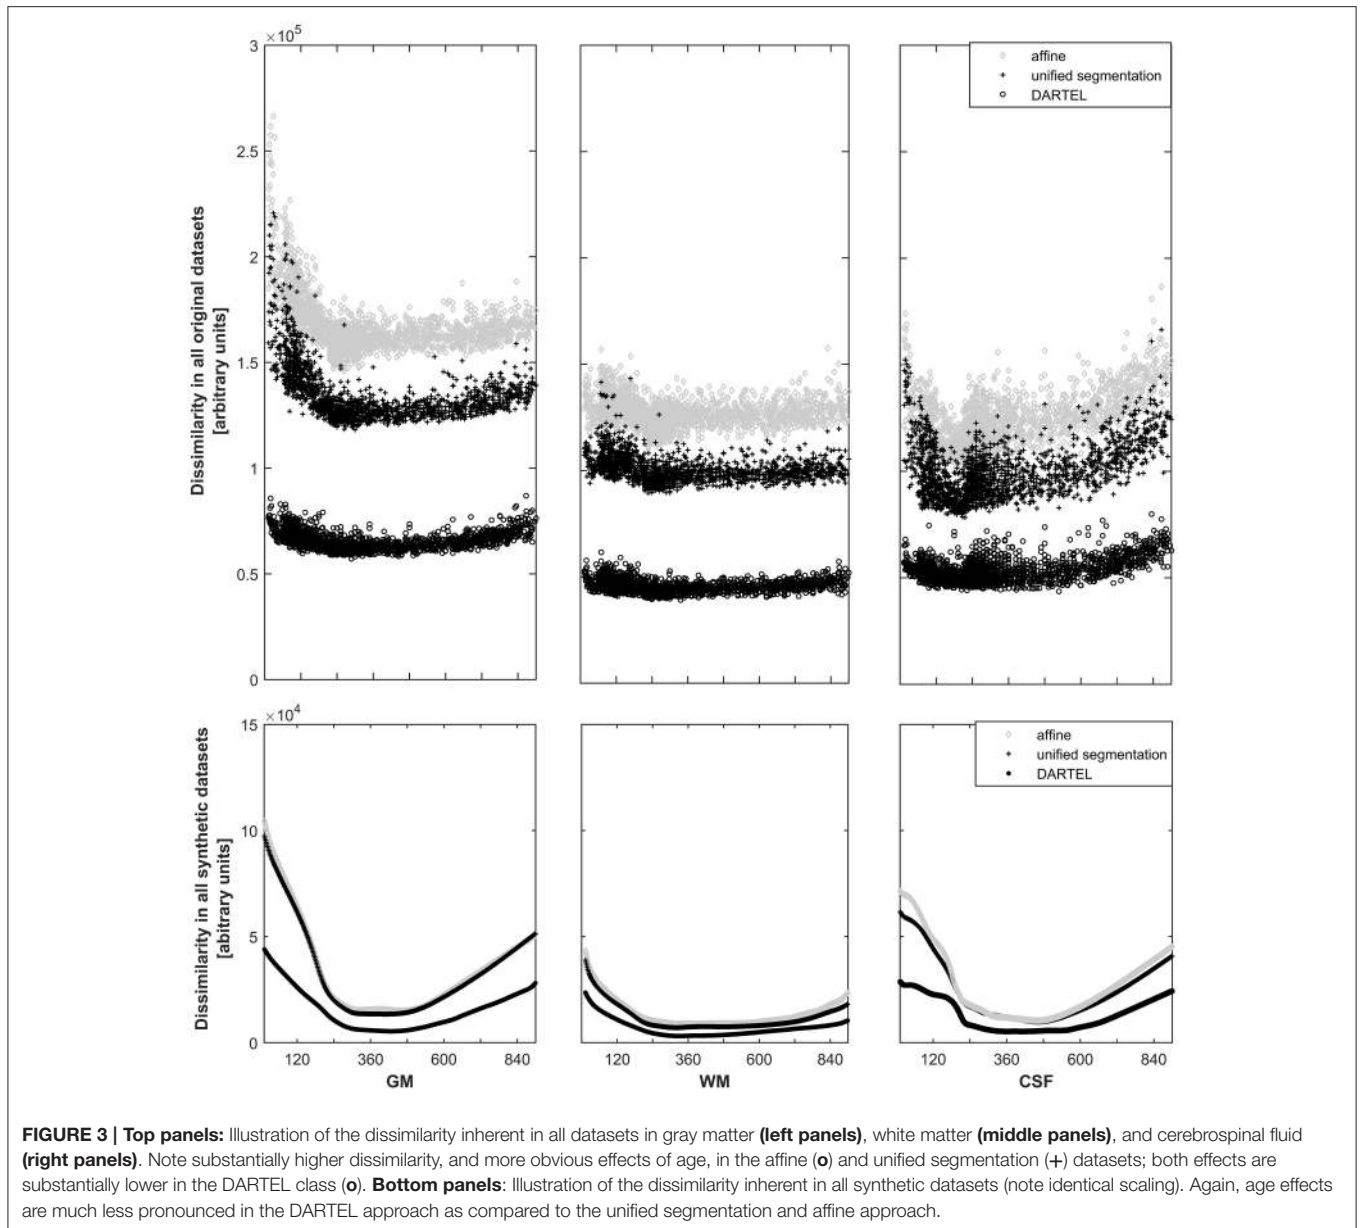 ×10⁵
3
2.5
2
1.5
1
0.5
0
Dissimilarity in all original datasets
[arbitrary units]
affine
unified segmentation
DARTEL
×10⁴
15
10
5
0
Dissimilarity in all synthetic datasets
[abitrary units]
affine
unified segmentation
DARTEL
120 360 600 840
GM
120 360 600 840
WM
120 360 600 840
CSF
FIGURE 3 | Top panels: Illustration of the dissimilarity inherent in all datasets in gray matter (left panels), white matter (middle panels), and cerebrospinal fluid
(right panels). Note substantially higher dissimilarity, and more obvious effects of age, in the affine (o) and unified segmentation (+) datasets; both effects are
substantially lower in the DARTEL class (o). Bottom panels: Illustration of the dissimilarity inherent in all synthetic datasets (note identical scaling). Again, age effects
are much less pronounced in the DARTEL approach as compared to the unified segmentation and affine approach.